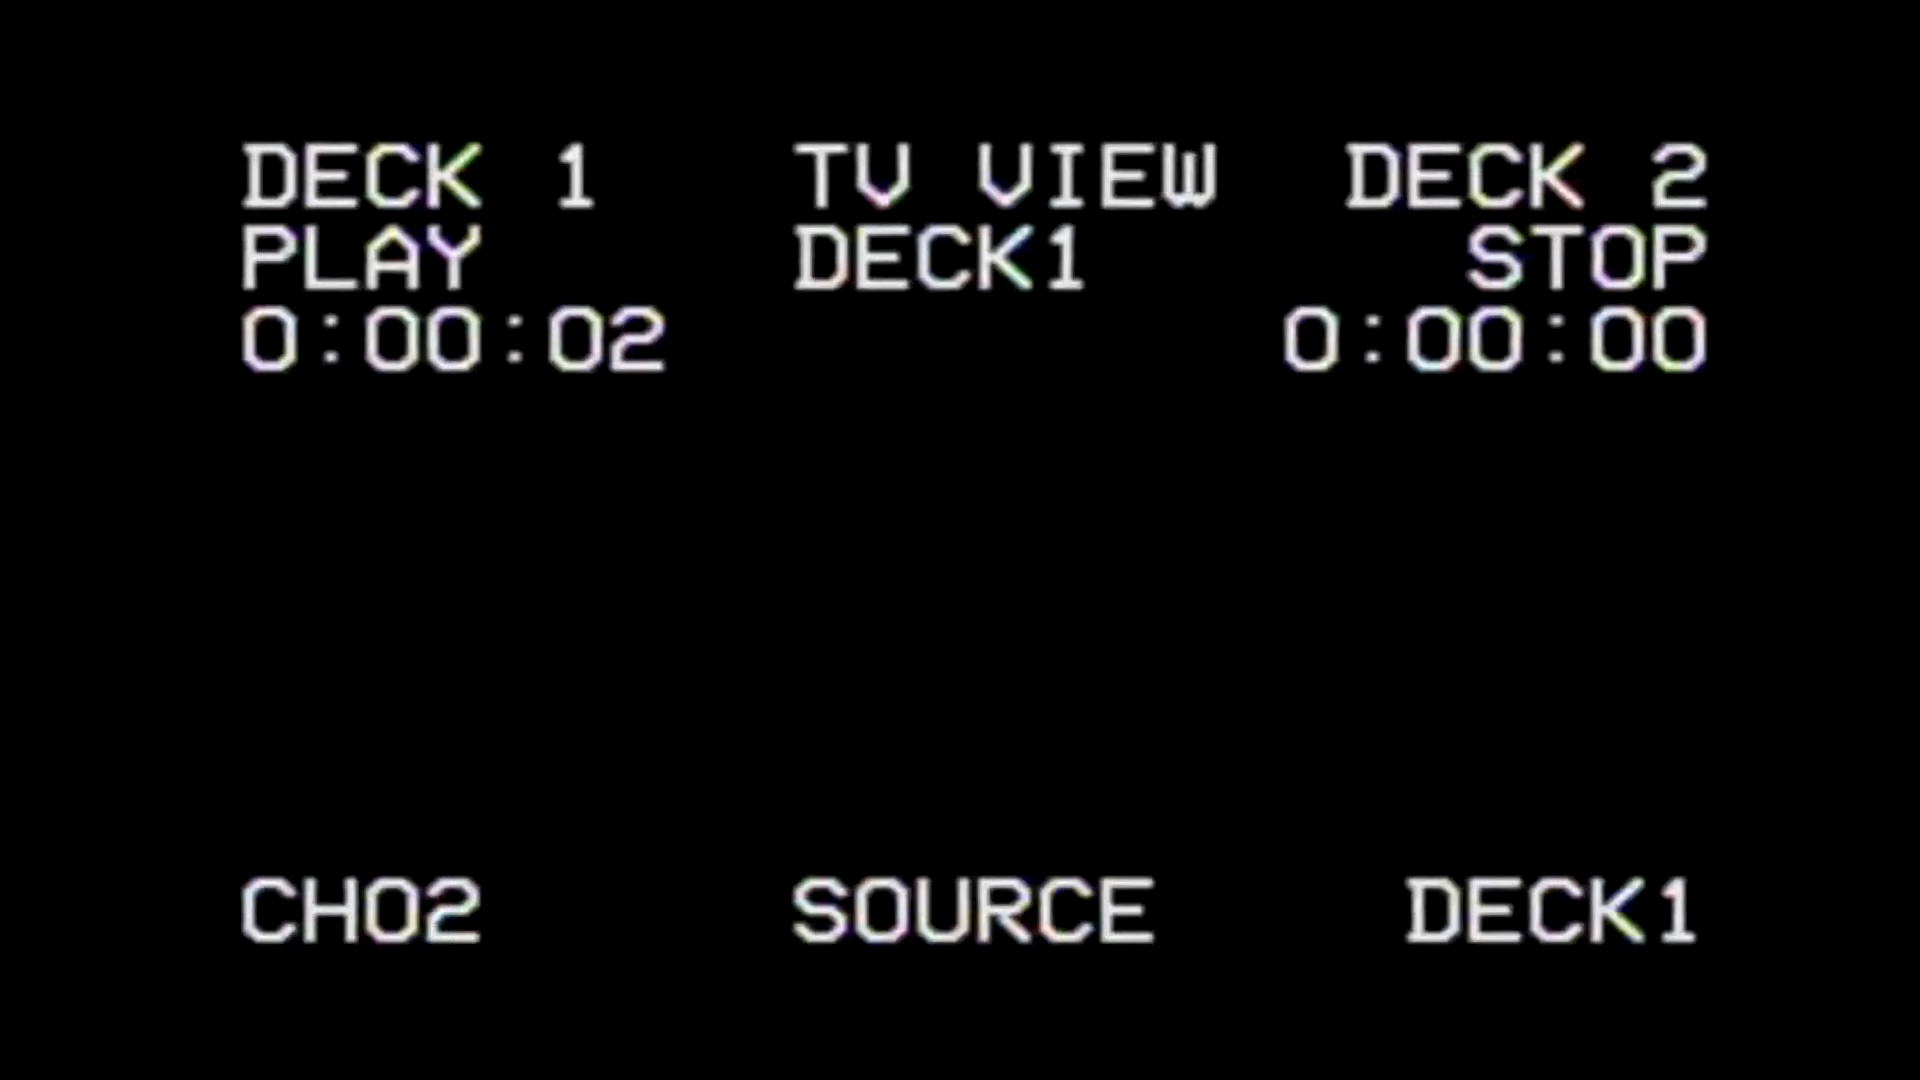 DECK 1 TV VIEW DECK 2
PLAY DECK1 STOP
0:00:02 0:00:00
CH02 SOURCE DECK1